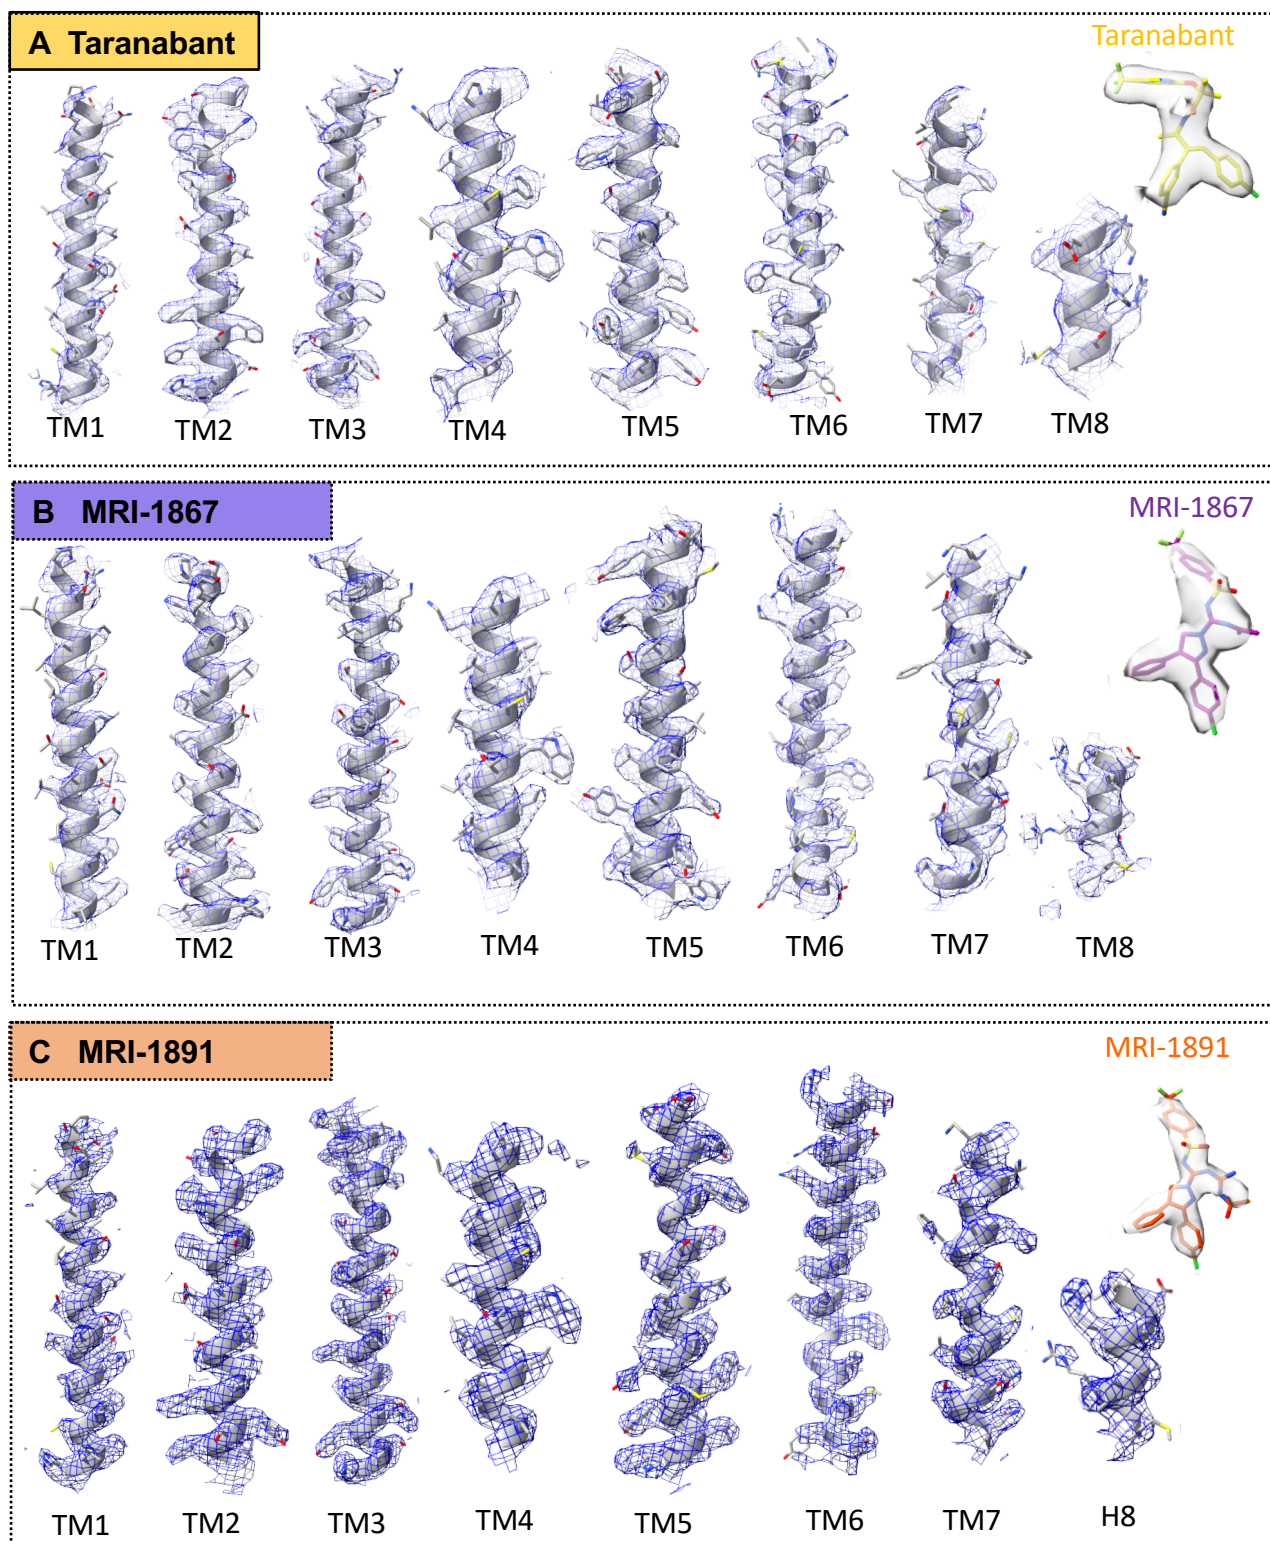 A Taranabant
Taranabant
TM1 TM2 TM3 TM4 TM5 TM6 TM7 TM8
B MRI-1867
MRI-1867
TM1 TM2 TM3 TM4 TM5 TM6 TM7 TM8
C MRI-1891
MRI-1891
TM1 TM2 TM3 TM4 TM5 TM6 TM7 H8